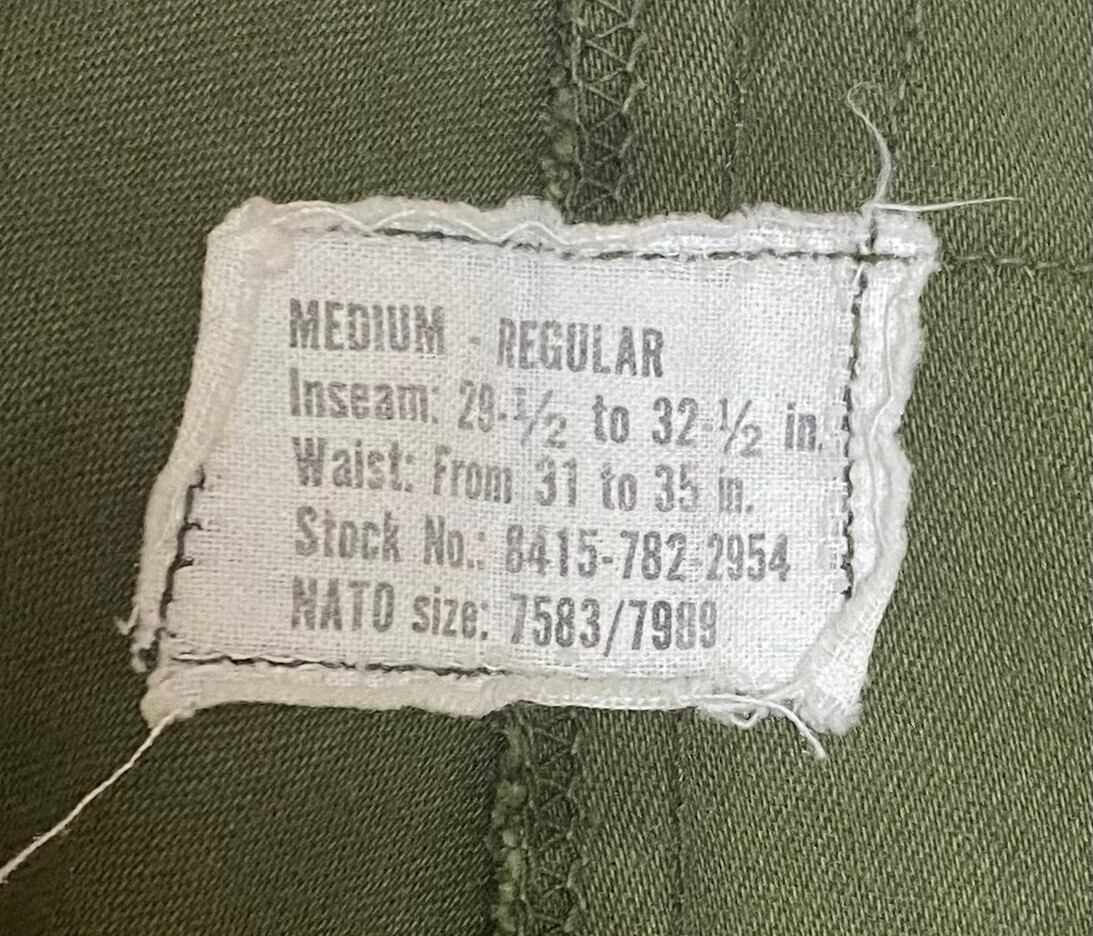 MEDIUM - REGULAR
Inseam: 29-1/2 to 32-1/2 in.
Waist: From 31 to 35 in.
Stock No.: 8415-782-2954
NATO size: 7583/7989